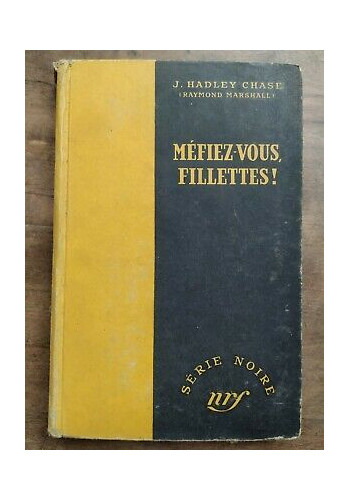 J. HADLEY CHASE
(RAYMOND MARSHALL)
MÉFIEZ-VOUS,
FILLETTES!
SÉRIE NOIRE
nrf